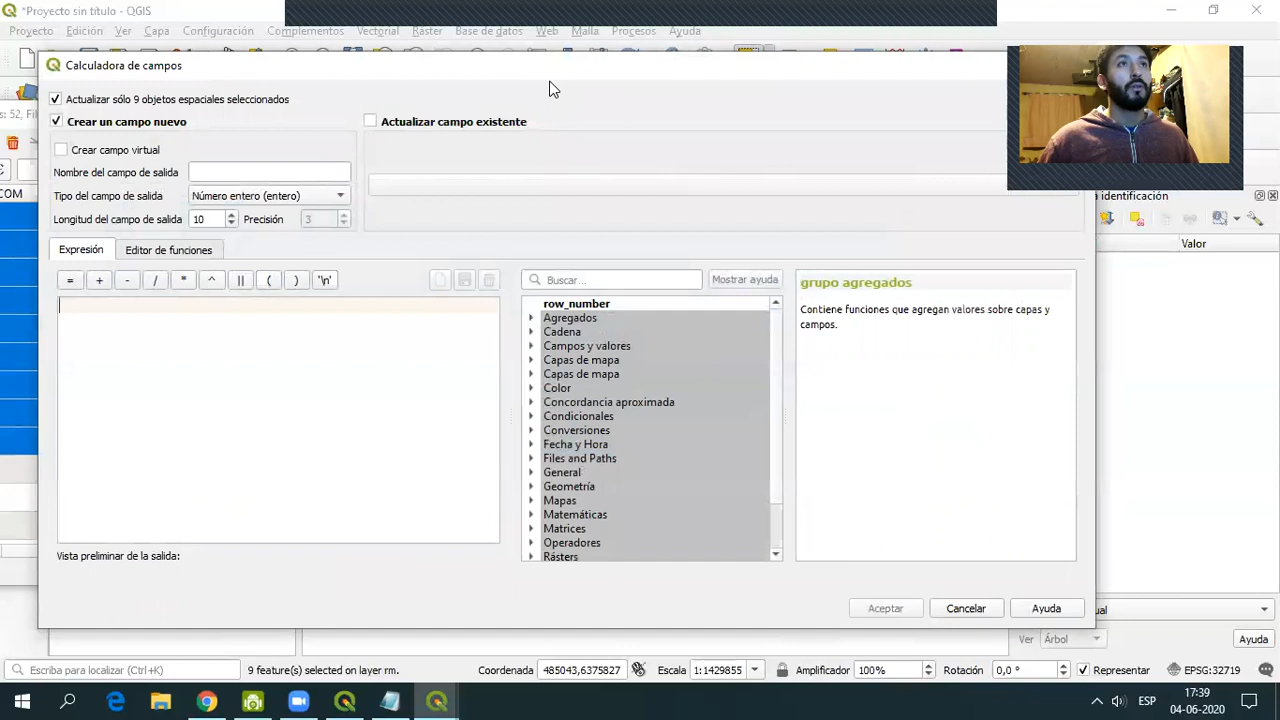 *Proyecto sin título - QGIS
Proyecto Edición Ver Capa Configuración Complementos Vectorial Ráster Base de datos Web Malla Procesos Ayuda
Calculadora de campos
Actualizar sólo 9 objetos espaciales seleccionados
Crear un campo nuevo
Actualizar campo existente
Crear campo virtual
Nombre del campo de salida
Tipo del campo de salida Número entero (entero)
Longitud del campo de salida 10 Precisión 3
Expresión Editor de funciones
= + - / * ^ || ( ) '\n'
Buscar... Mostrar ayuda
row_number
Agregados
Cadena
Campos y valores
Capas de mapa
Capas de mapa
Color
Concordancia aproximada
Condicionales
Conversiones
Fecha y Hora
Files and Paths
General
Geometría
Mapas
Matemáticas
Matrices
Operadores
Rásters
grupo agregados
Contiene funciones que agregan valores sobre capas y
campos.
Vista preliminar de la salida:
Aceptar Cancelar Ayuda
s: 52, Fil
COM
a identificación
Valor
ual
Ver Árbol Ayuda
Escriba para localizar (Ctrl+K) 9 feature(s) selected on layer rm. Coordenada 485043,6375827 Escala 1:1429855 Amplificador 100% Rotación 0,0 ° Representar EPSG:32719
ESP
17:39
04-06-2020